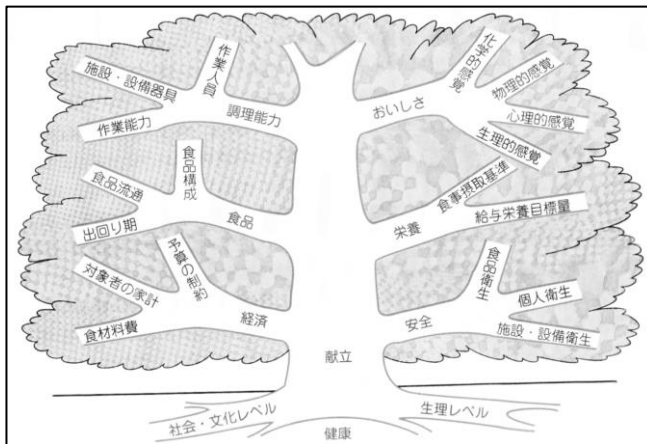 作業人員
施設・設備器具
調理能力
作業能力
食品構成
食品流通
食品
出回り期
予算の制約
対象者の家計
経済
食材料費
化学的感覚
おいしさ
物理的感覚
心理的感覚
生理的感覚
食事摂取基準
栄養
給与栄養目標量
食品衛生
個人衛生
安全
施設・設備衛生
献立
社会・文化レベル
生理レベル
健康